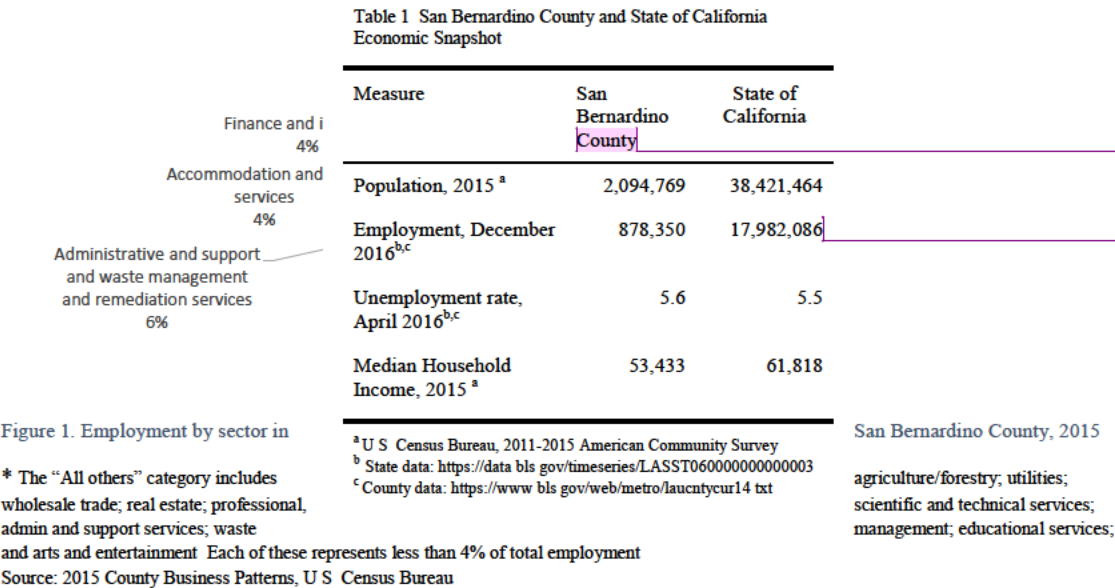 Table 1 San Bernardino County and State of California
Economic Snapshot
Measure
San
Bernardino
County
State of
California
Finance and i
4%
Accommodation and
services
4%
Administrative and support
and waste management
and remediation services
6%
Population, 2015 a 2,094,769 38,421,464
Employment, December 878,350 17,982,086
2016b,c
Unemployment rate, 5.6 5.5
April 2016b,c
Median Household 53,433 61,818
Income, 2015 a
a U S Census Bureau, 2011-2015 American Community Survey
b State data: https://data bls gov/timeseries/LASST060000000000003
c County data: https://www bls gov/web/metro/laucntycur14 txt
Figure 1. Employment by sector in San Bernardino County, 2015
* The “All others” category includes agriculture/forestry; utilities;
wholesale trade; real estate; professional, scientific and technical services;
admin and support services; waste management; educational services;
and arts and entertainment Each of these represents less than 4% of total employment
Source: 2015 County Business Patterns, U S Census Bureau